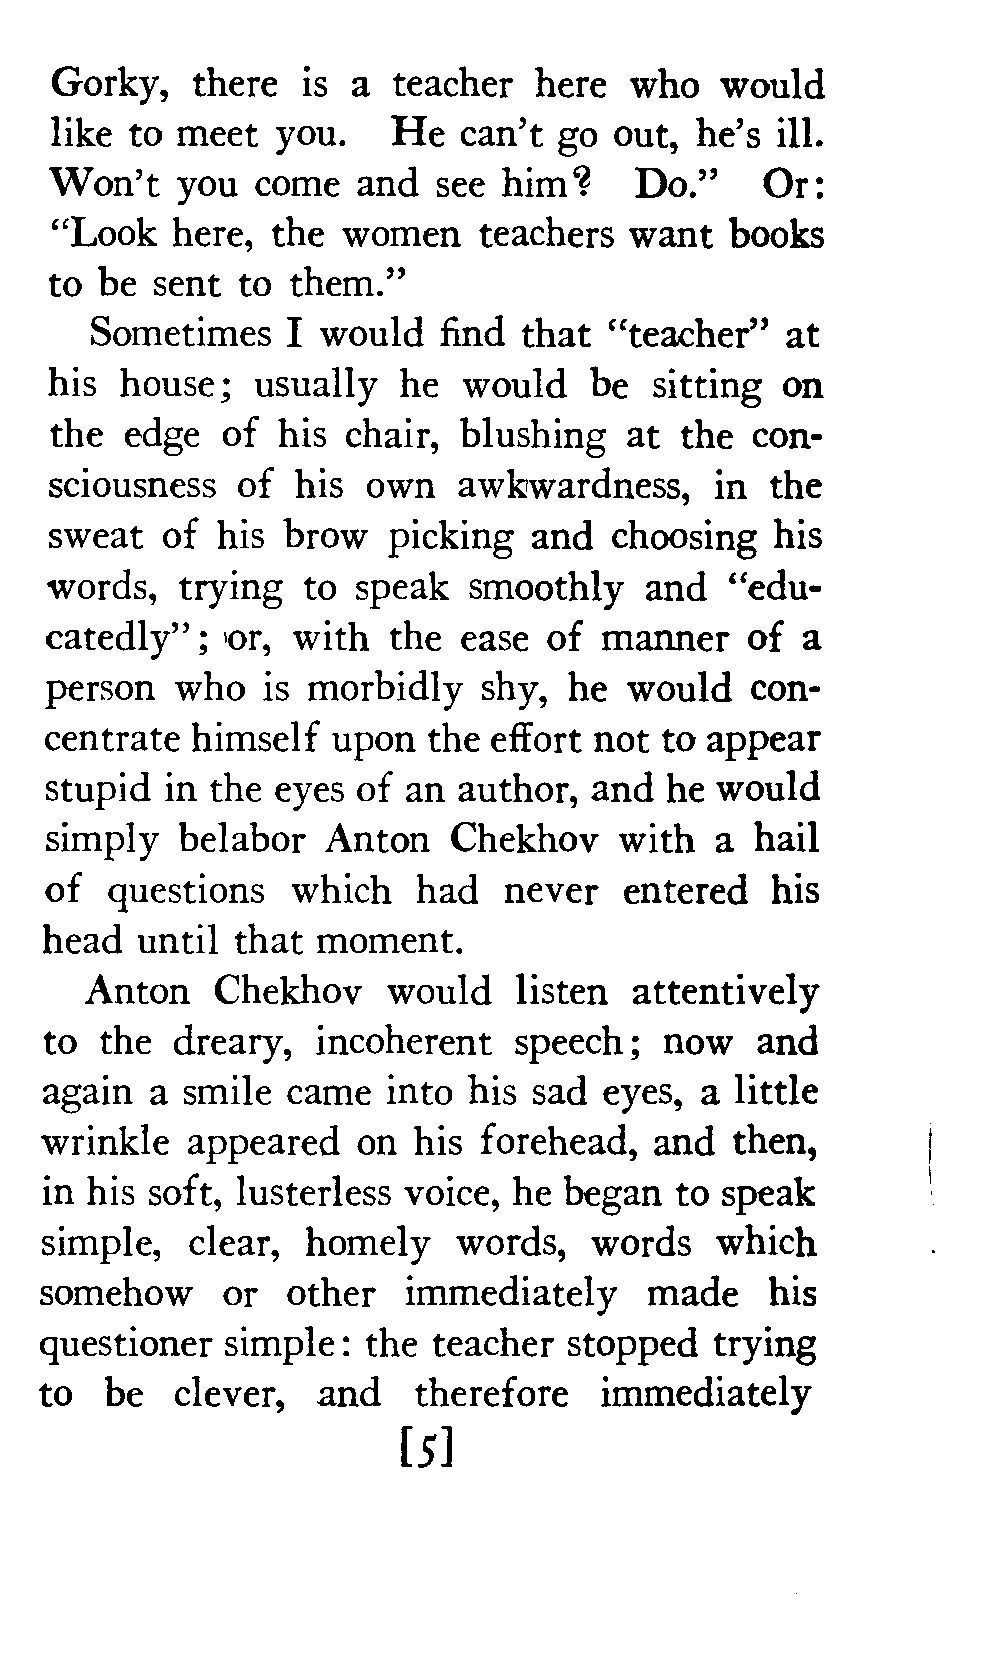 Gorky, there is a teacher here who would
like to meet you. He can't go out, he's ill.
Won't you come and see him? Do." Or:
"Look here, the women teachers want books
to be sent to them."
Sometimes I would find that "teacher" at
his house; usually he would be sitting on
the edge of his chair, blushing at the con-
sciousness of his own awkwardness, in the
sweat of his brow picking and choosing his
words, trying to speak smoothly and "edu-
catedly"; or, with the ease of manner of a
person who is morbidly shy, he would con-
centrate himself upon the effort not to appear
stupid in the eyes of an author, and he would
simply belabor Anton Chekhov with a hail
of questions which had never entered his
head until that moment.
Anton Chekhov would listen attentively
to the dreary, incoherent speech; now and
again a smile came into his sad eyes, a little
wrinkle appeared on his forehead, and then,
in his soft, lusterless voice, he began to speak
simple, clear, homely words, words which
somehow or other immediately made his
questioner simple: the teacher stopped trying
to be clever, and therefore immediately
[5]